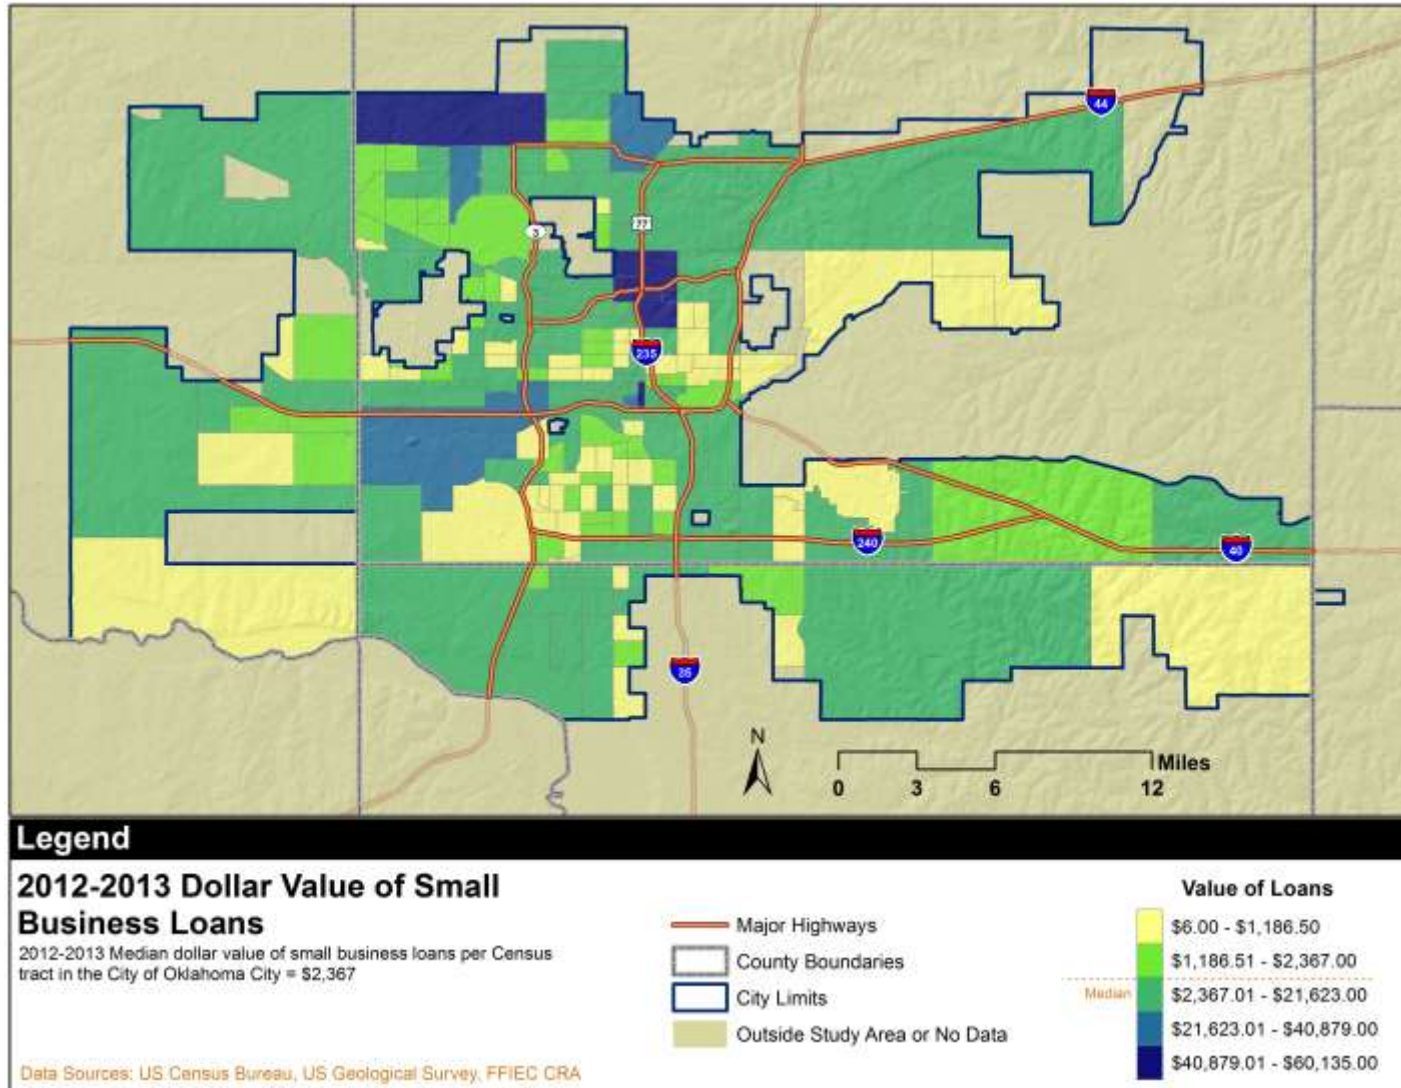 44
77
3
235
240
40
35
N
Miles
0 3 6 12
Legend
2012-2013 Dollar Value of Small
Business Loans
2012-2013 Median dollar value of small business loans per Census
tract in the City of Oklahoma City = $2,367
Data Sources: US Census Bureau, US Geological Survey, FFIEC CRA
Major Highways
County Boundaries
City Limits
Outside Study Area or No Data
Value of Loans
$6.00 - $1,186.50
$1,186.51 - $2,367.00
Median
$2,367.01 - $21,623.00
$21,623.01 - $40,879.00
$40,879.01 - $60,135.00